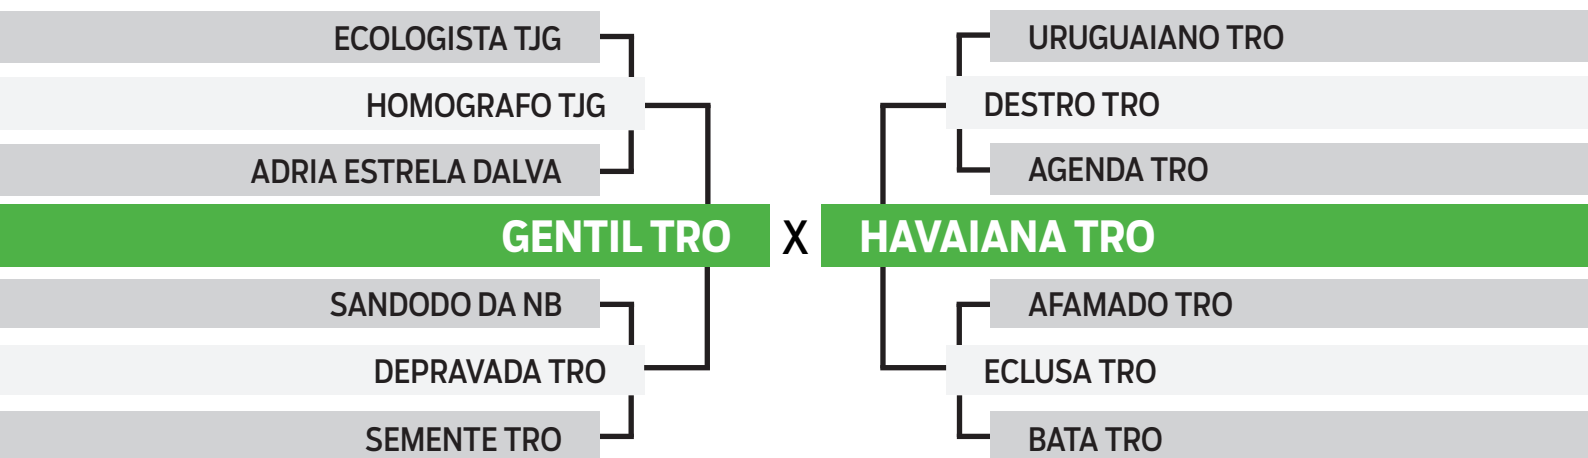 ECOLOGISTA TJG
HOMOGRAFO TJG
ADRIA ESTRELA DALVA
GENTIL TRO
SANDODO DA NB
DEPRAVADA TRO
SEMENTE TRO
X
URUGUAIANO TRO
DESTRO TRO
AGENDA TRO
HAVAIANA TRO
AFAMADO TRO
ECLUSA TRO
BATA TRO